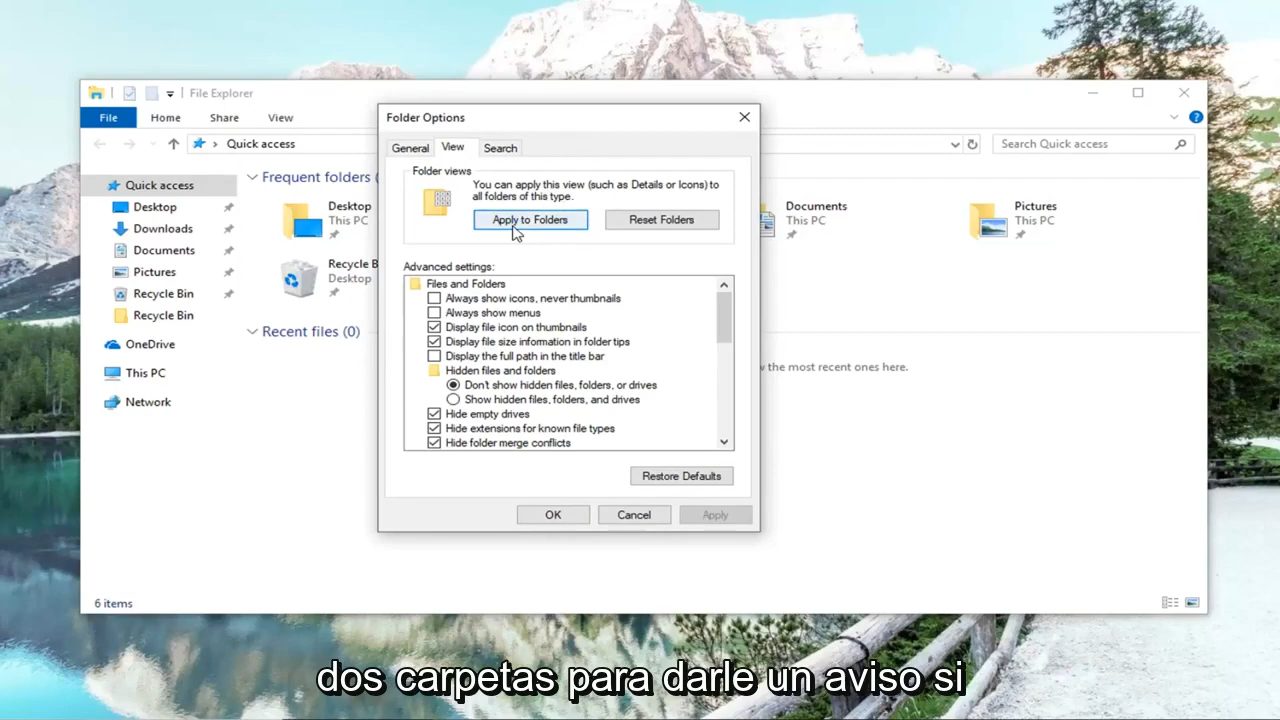 File Explorer
File
Home
Share
View
Quick access
Search Quick access
Quick access
Desktop
Downloads
Documents
Pictures
Recycle Bin
Recycle Bin
OneDrive
This PC
Network
Frequent folders (
Desktop
This PC
Documents
This PC
Pictures
This PC
Recycle B
Desktop
Recent files (0)
the most recent ones here.
6 items
Folder Options
General
View
Search
Folder views
You can apply this view (such as Details or Icons) to
all folders of this type.
Apply to Folders
Reset Folders
Advanced settings:
Files and Folders
Always show icons, never thumbnails
Always show menus
Display file icon on thumbnails
Display file size information in folder tips
Display the full path in the title bar
Hidden files and folders
Don't show hidden files, folders, or drives
Show hidden files, folders, and drives
Hide empty drives
Hide extensions for known file types
Hide folder merge conflicts
Restore Defaults
OK
Cancel
Apply
dos carpetas para darle un aviso si